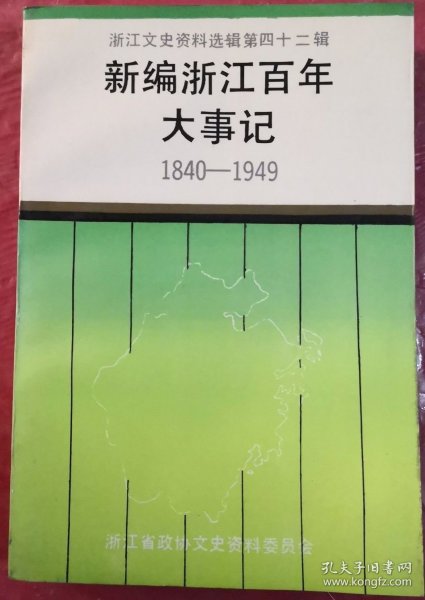 浙江文史资料选辑第四十二辑
新编浙江百年
大事记
1840—1949
浙江省政协文史资料委员会
孔夫子旧书网
www.kongfz.com